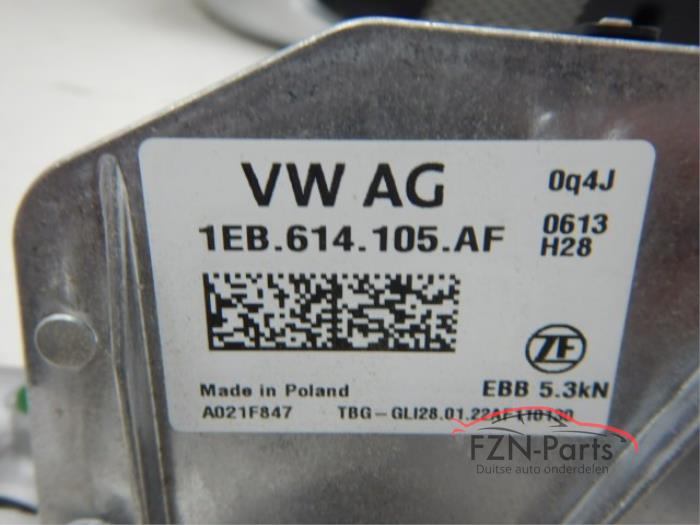 VW AG 0q4J
1EB.614.105.AF 0613
H28
ZF
Made in Poland EBB 5.3kN
A021F847 TBG-GLI28.01.22
FZN-Parts
Duitse auto onderdelen